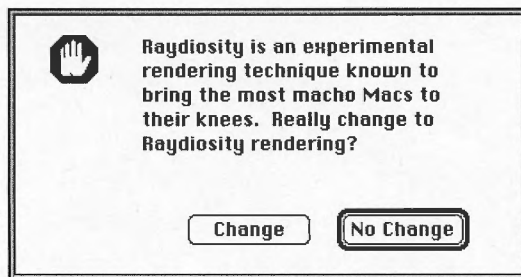 Raydiosity is an experimental
rendering technique known to
bring the most macho Macs to
their knees. Really change to
Raydiosity rendering?
Change
No Change